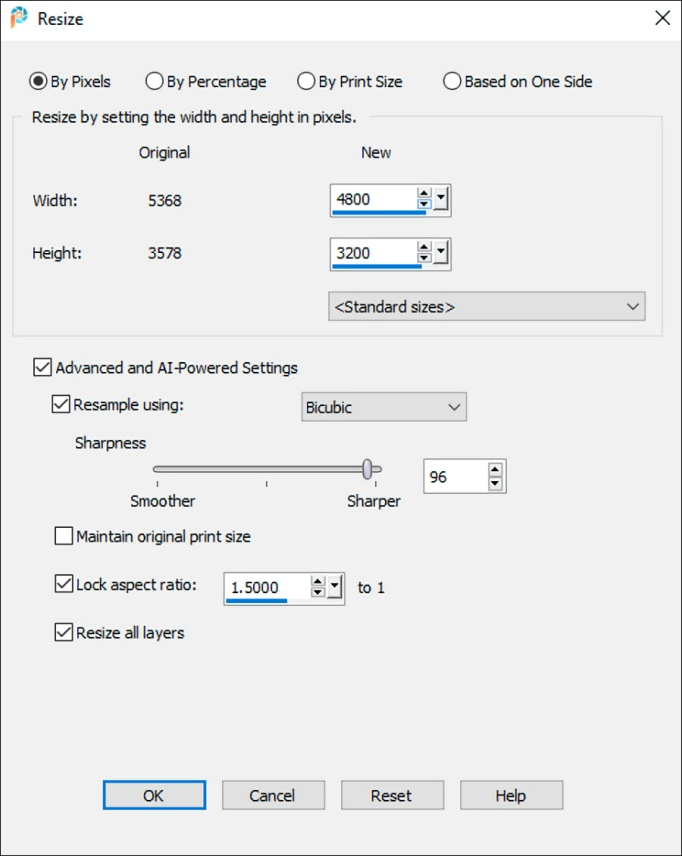 Resize
By Pixels By Percentage By Print Size Based on One Side
Resize by setting the width and height in pixels.
Original New
Width: 5368 4800
Height: 3578 3200
<Standard sizes>
Advanced and AI-Powered Settings
Resample using: Bicubic
Sharpness
96
Smoother Sharper
Maintain original print size
Lock aspect ratio: 1.5000 to 1
Resize all layers
OK Cancel Reset Help